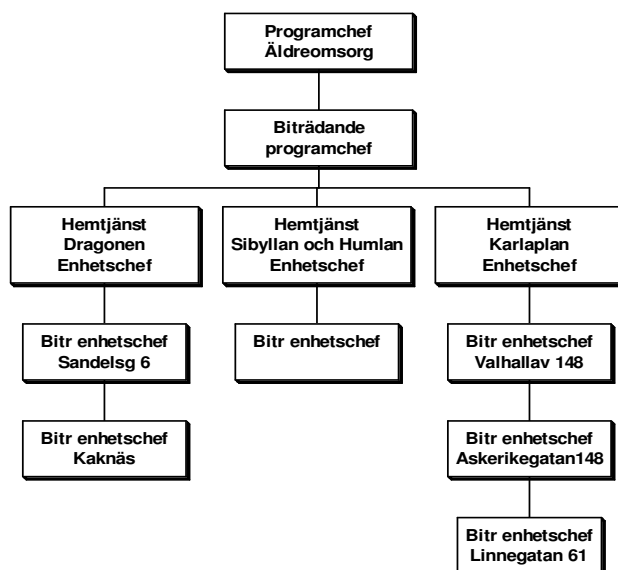 Programchef
Äldreomsorg
Biträdande
programchef
Hemtjänst
Dragonen
Enhetschef
Hemtjänst
Sibyllan och Humlan
Enhetschef
Hemtjänst
Karlaplan
Enhetschef
Bitr enhetschef
Sandelsg 6
Bitr enhetschef
Bitr enhetschef
Valhallav 148
Bitr enhetschef
Kaknäs
Bitr enhetschef
Askerikegatan148
Bitr enhetschef
Linnegatan 61